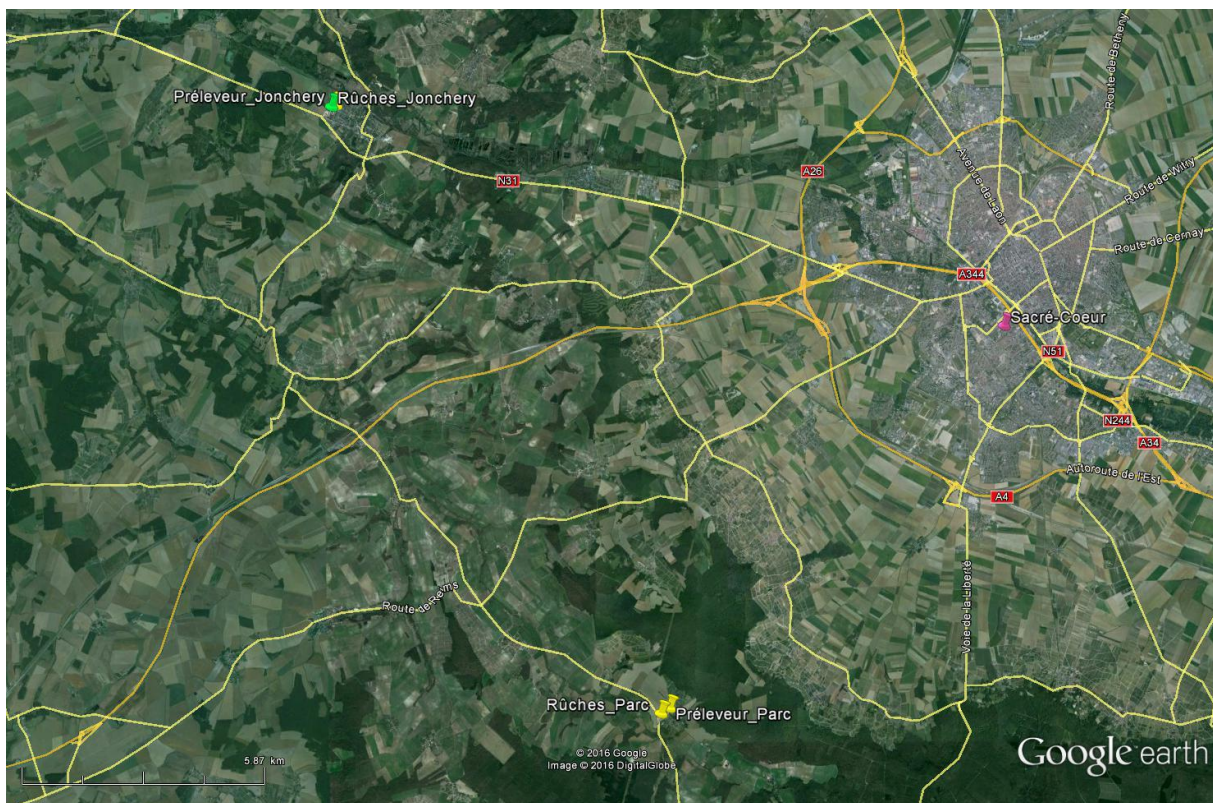 Préleveur_Jonchery
Rûches_Jonchery
Route de Betheny
Avenue de Laon
N31
A26
Route de Witry
Route de Cernay
A344
Sacré-Coeur
N51
N244
A34
Autoroute de l'Est
A4
Voie de la Liberté
Route de Reims
Rûches_Parc
Préleveur_Parc
© 2016 Google
Image © 2016 DigitalGlobe
5.87 km
Google earth